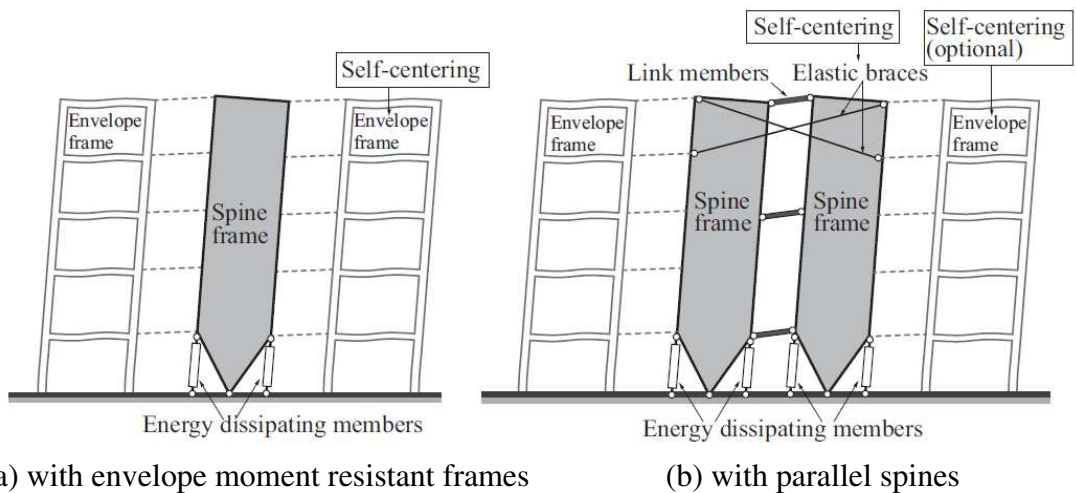 Self-centering
Envelope
frame
Envelope
frame
Spine
frame
Energy dissipating members
a) with envelope moment resistant frames
Self-centering
Self-centering
(optional)
Link members
Elastic braces
Envelope
frame
Envelope
frame
Spine
frame
Spine
frame
Energy dissipating members
(b) with parallel spines